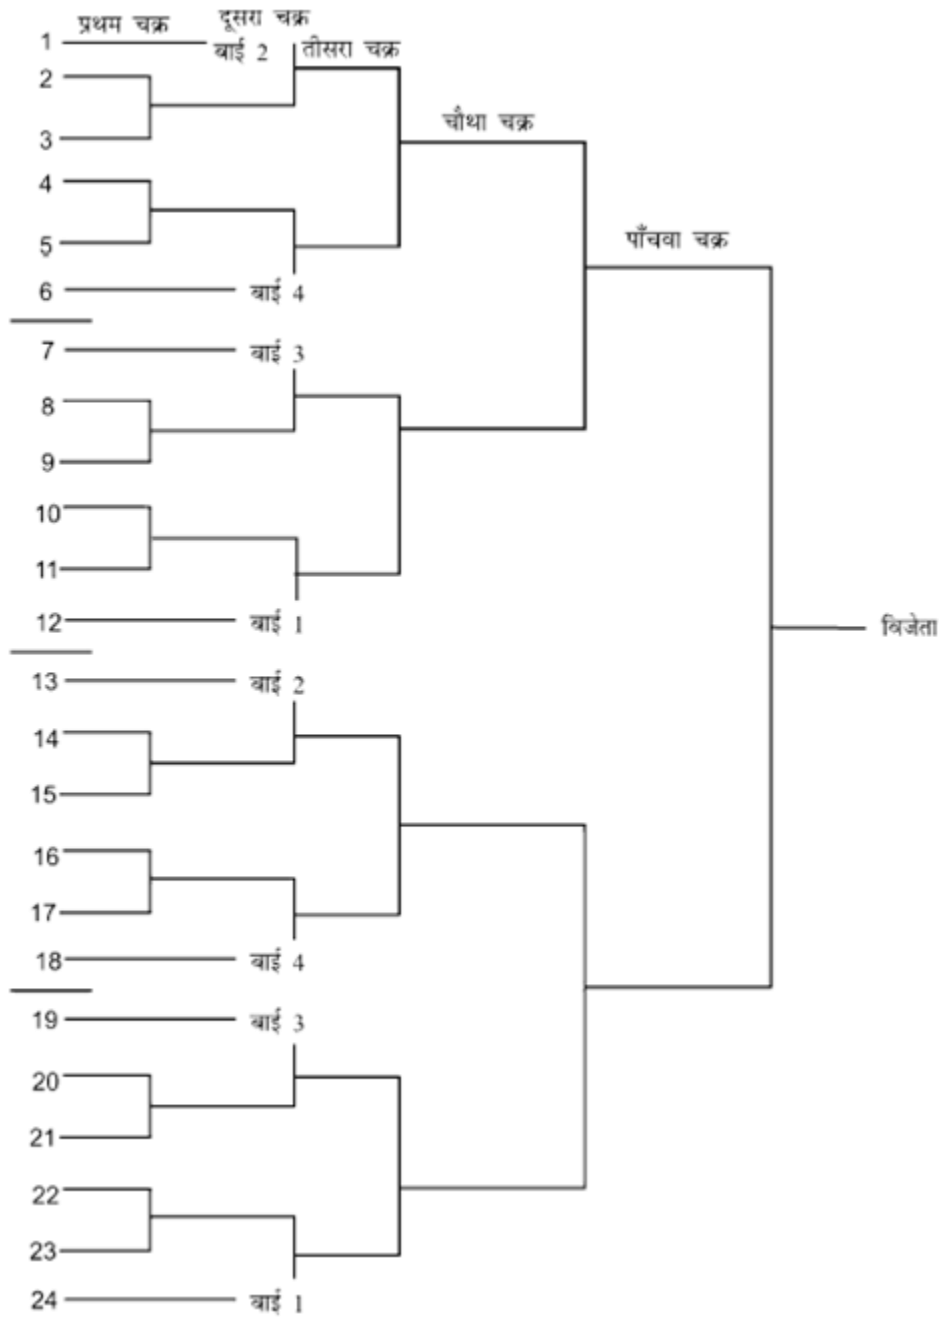 प्रथम चक्र
दूसरा चक्र
1
बाई 2
तीसरा चक्र
2
चौथा चक्र
3
4
पाँचवा चक्र
5
6
बाई 4
7
बाई 3
8
9
10
11
12
बाई 1
विजेता
13
बाई 2
14
15
16
17
18
बाई 4
19
बाई 3
20
21
22
23
24
बाई 1